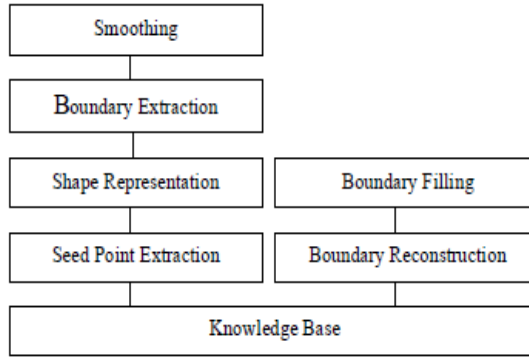 Smoothing
Boundary Extraction
Shape Representation
Boundary Filling
Seed Point Extraction
Boundary Reconstruction
Knowledge Base